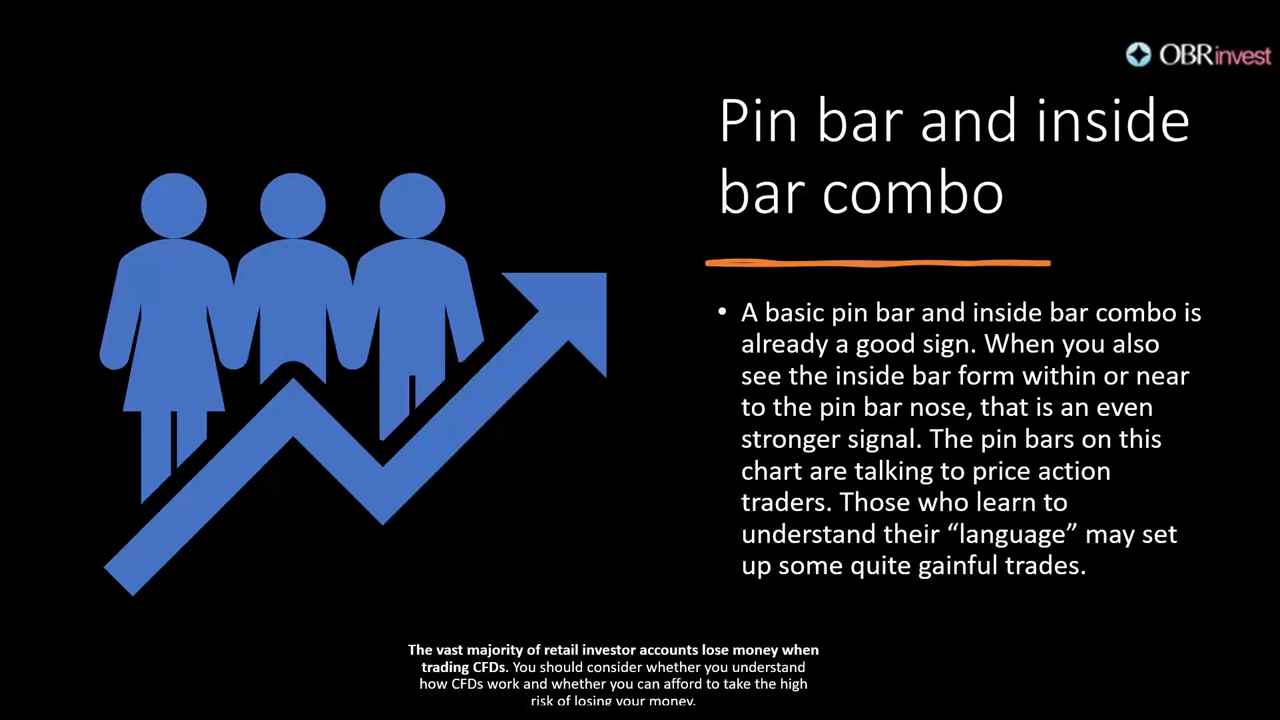 OBRinvest
Pin bar and inside
bar combo
• A basic pin bar and inside bar combo is
already a good sign. When you also
see the inside bar form within or near
to the pin bar nose, that is an even
stronger signal. The pin bars on this
chart are talking to price action
traders. Those who learn to
understand their “language” may set
up some quite gainful trades.
The vast majority of retail investor accounts lose money when
trading CFDs. You should consider whether you understand
how CFDs work and whether you can afford to take the high
risk of losing your money.